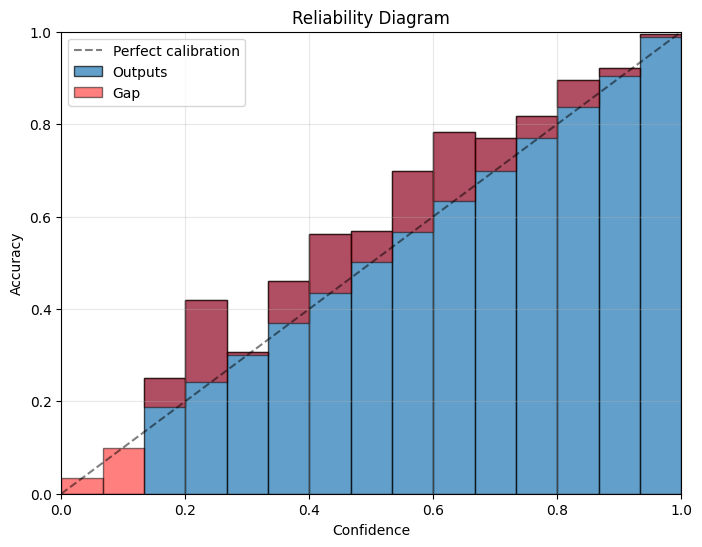 Reliability Diagram
Perfect calibration
Outputs
Gap
Accuracy
1.0
0.8
0.6
0.4
0.2
0.0
0.0 0.2 0.4 0.6 0.8 1.0
Confidence